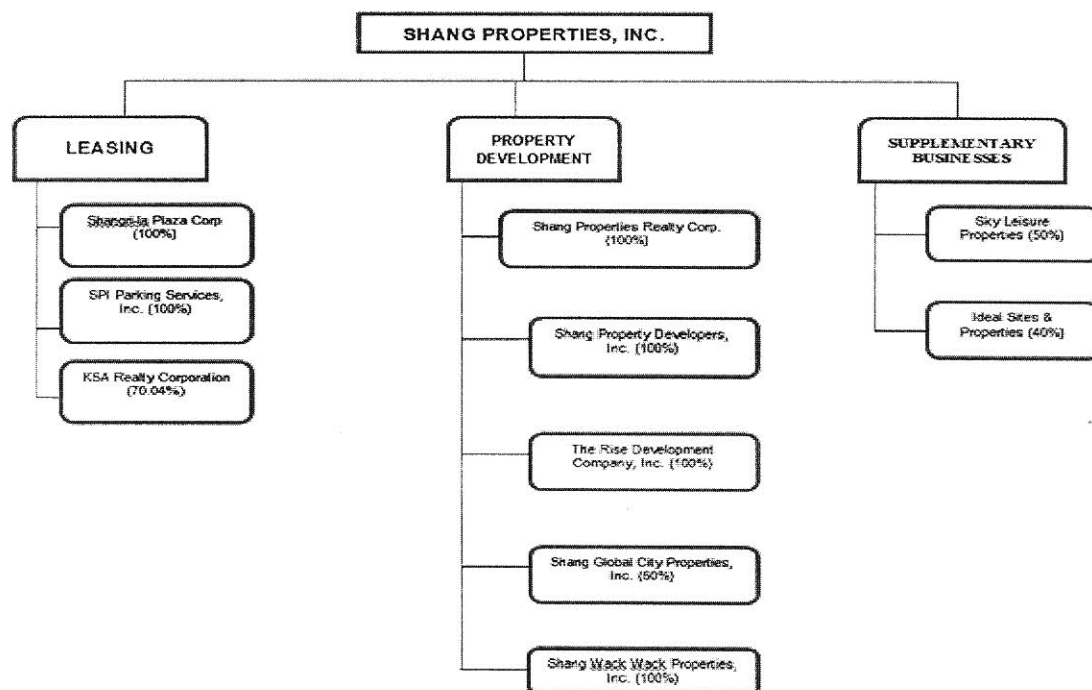 SHANG PROPERTIES, INC.
LEASING
Shangri-la Plaza Corp
(100%)
SPI Parking Services,
Inc. (100%)
KSA Realty Corporation
(70.04%)
PROPERTY
DEVELOPMENT
Shang Properties Realty Corp.
(100%)
Shang Property Developers,
Inc. (100%)
The Rise Development
Company, Inc. (100%)
Shang Global City Properties,
Inc. (60%)
Shang Wack Wack Properties,
Inc. (100%)
SUPPLEMENTARY
BUSINESSES
Sky Leisure
Properties (50%)
Ideal Sites &
Properties (40%)